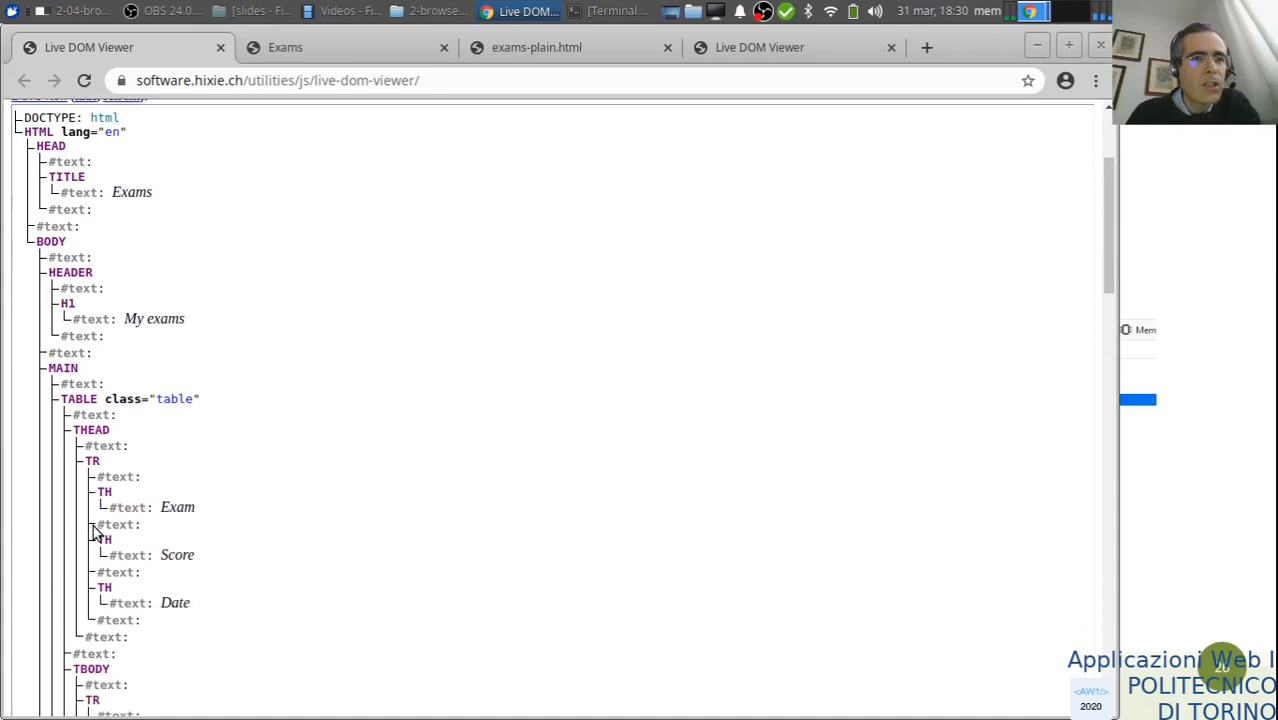 2-04-bro... OBS 24.0.... [slides - Fi... Videos - Fi... 2-browse... Live DOM... [Terminal... 31 mar, 18:30 mem
Live DOM Viewer Exams exams-plain.html Live DOM Viewer
software.hixie.ch/utilities/js/live-dom-viewer/
DOCTYPE: html
HTML lang="en"
HEAD
#text:
TITLE
#text: Exams
#text:
#text:
BODY
#text:
HEADER
#text:
H1
#text: My exams
#text:
#text:
MAIN
#text:
TABLE class="table"
#text:
THEAD
#text:
TR
#text:
TH
#text: Exam
#text:
TH
#text: Score
#text:
TH
#text: Date
#text:
#text:
#text:
TBODY
#text:
TR
#text:
Mem
Applicazioni Web I
POLITECNICO
DI TORINO
<AW1/>
2020